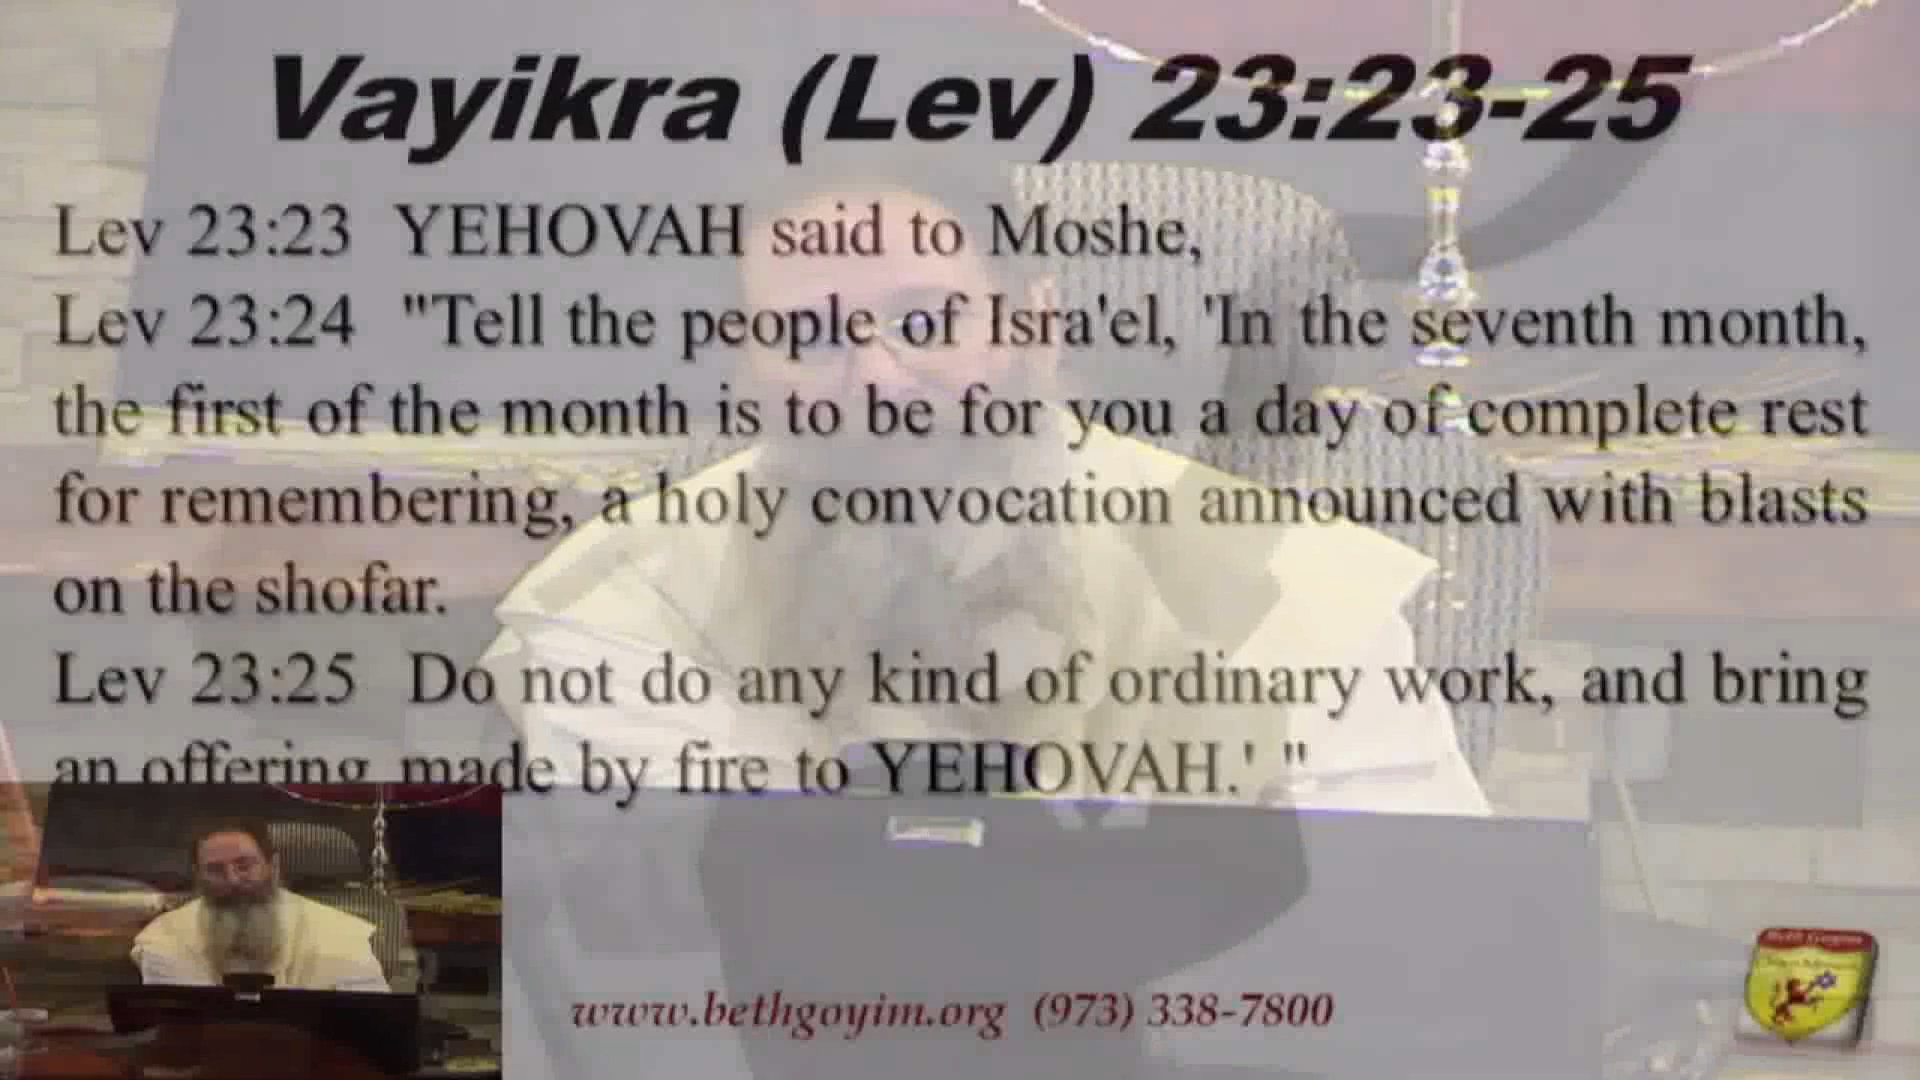 Vayikra (Lev) 23:23-25
Lev 23:23 YEHOVAH said to Moshe,
Lev 23:24 "Tell the people of Isra'el, 'In the seventh month,
the first of the month is to be for you a day of complete rest
for remembering, a holy convocation announced with blasts
on the shofar.
Lev 23:25 Do not do any kind of ordinary work, and bring
an offering made by fire to YEHOVAH.' "
www.bethgoyim.org (973) 338-7800
Beth Goyim